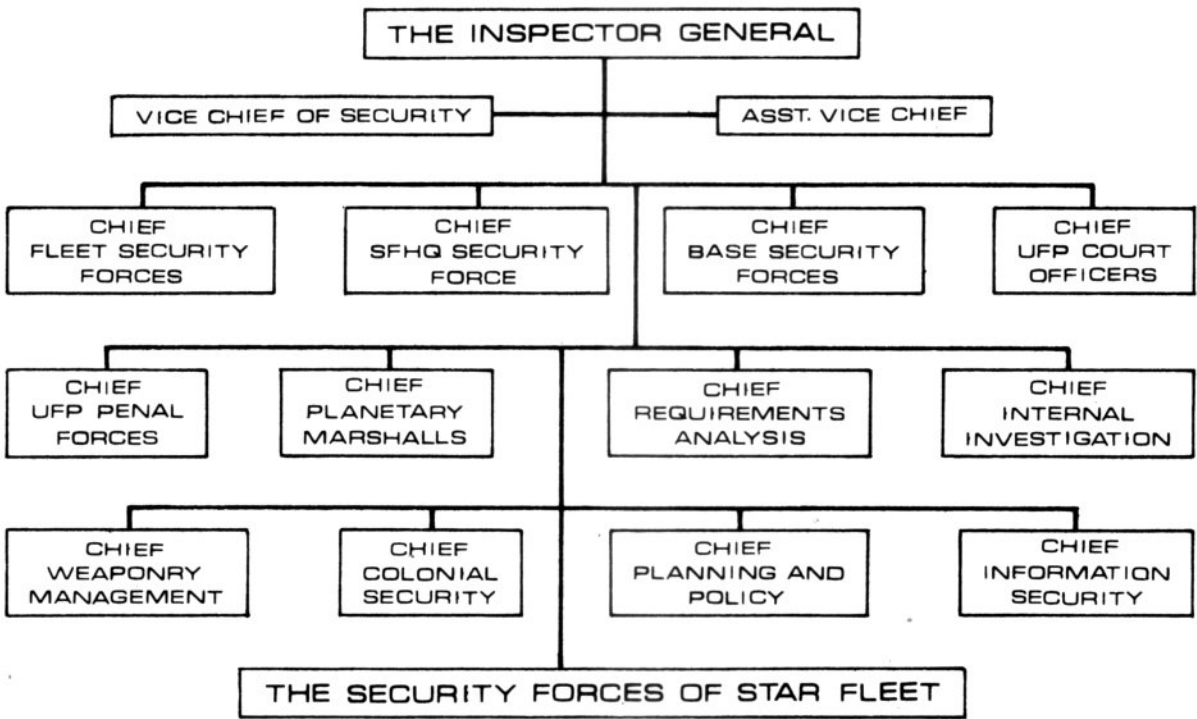 THE INSPECTOR GENERAL
VICE CHIEF OF SECURITY
ASST. VICE CHIEF
CHIEF
FLEET SECURITY
FORCES
CHIEF
SFHQ SECURITY
FORCE
CHIEF
BASE SECURITY
FORCES
CHIEF
UFP COURT
OFFICERS
CHIEF
UFP PENAL
FORCES
CHIEF
PLANETARY
MARSHALLS
CHIEF
REQUIREMENTS
ANALYSIS
CHIEF
INTERNAL
INVESTIGATION
CHIEF
WEAPONRY
MANAGEMENT
CHIEF
COLONIAL
SECURITY
CHIEF
PLANNING AND
POLICY
CHIEF
INFORMATION
SECURITY
THE SECURITY FORCES OF STAR FLEET